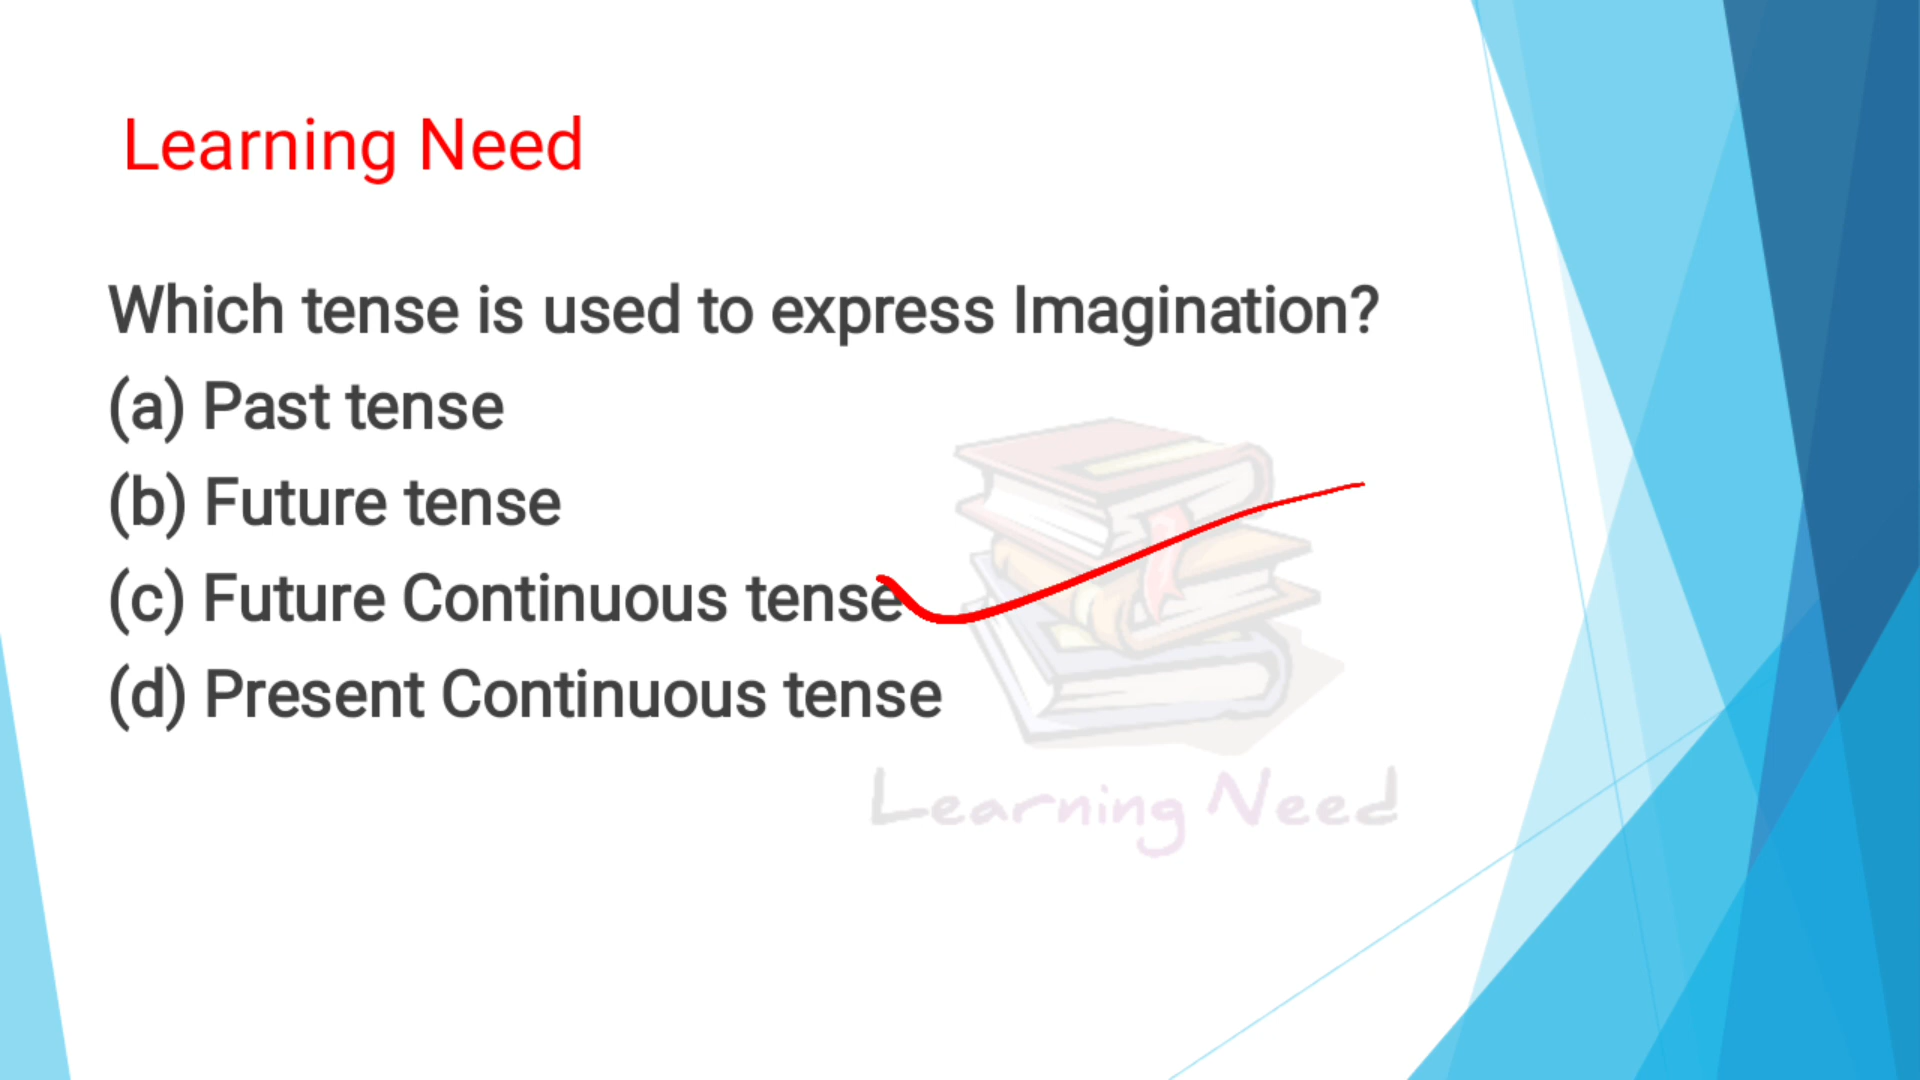 Learning Need
Which tense is used to express Imagination?
(a) Past tense
(b) Future tense
(c) Future Continuous tense
(d) Present Continuous tense
Learning Need